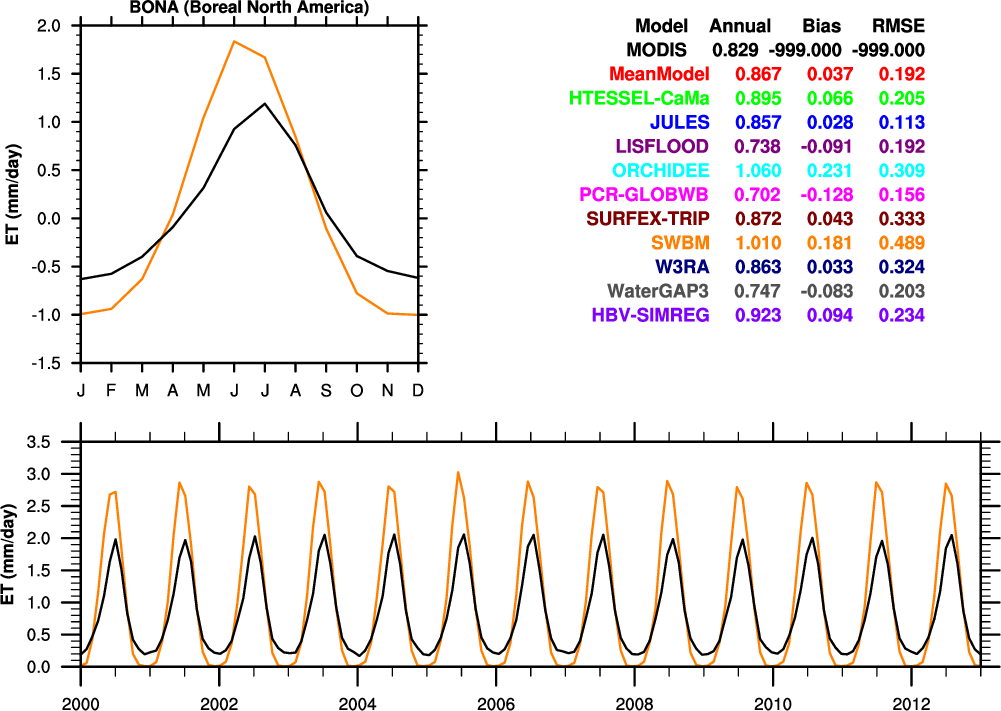 BONA (Boreal North America)
2.0
1.5
1.0
0.5
0.0
-0.5
-1.0
-1.5
ET (mm/day)
J F M A M J J A S O N D
Model Annual Bias RMSE
MODIS 0.829 -999.000 -999.000
MeanModel 0.867 0.037 0.192
HTESSEL-CaMa 0.895 0.066 0.205
JULES 0.857 0.028 0.113
LISFLOOD 0.738 -0.091 0.192
ORCHIDEE 1.060 0.231 0.309
PCR-GLOBWB 0.702 -0.128 0.156
SURFEX-TRIP 0.872 0.043 0.333
SWBM 1.010 0.181 0.489
W3RA 0.863 0.033 0.324
WaterGAP3 0.747 -0.083 0.203
HBV-SIMREG 0.923 0.094 0.234
3.5
3.0
2.5
2.0
1.5
1.0
0.5
0.0
ET (mm/day)
2000 2002 2004 2006 2008 2010 2012